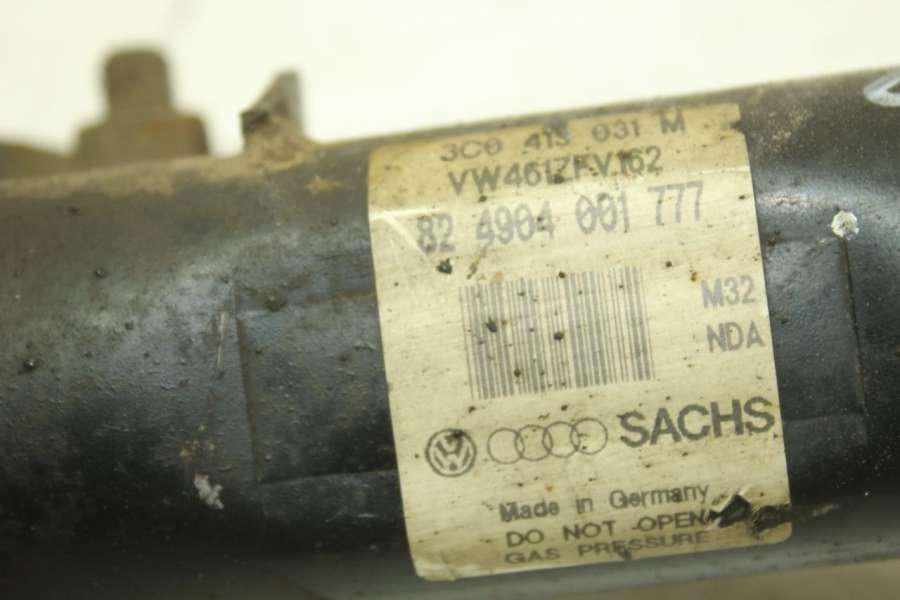 3C0 413 031 M
VW461ZFV162
82 4904 001 777
M32
NDA
SACHS
Made in Germany
DO NOT OPEN
GAS PRESSURE